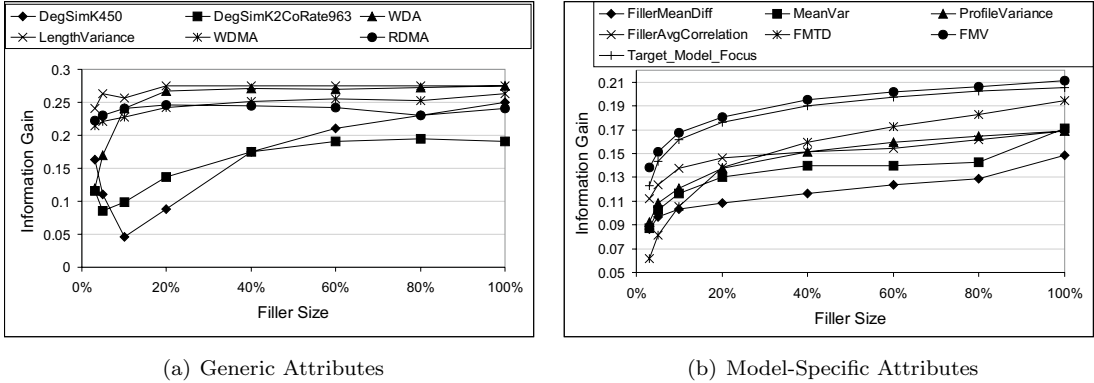 DegSimK450 DegSimK2CoRate963 WDA
LengthVariance WDMA RDMA
0.3
0.25
0.2
0.15
0.1
0.05
0
Information Gain
0% 20% 40% 60% 80% 100%
Filler Size
(a) Generic Attributes
FillerMeanDiff MeanVar ProfileVariance
FillerAvgCorrelation FMTD FMV
Target_Model_Focus
0.21
0.19
0.17
0.15
0.13
0.11
0.09
0.07
0.05
Information Gain
0% 20% 40% 60% 80% 100%
Filler Size
(b) Model-Specific Attributes